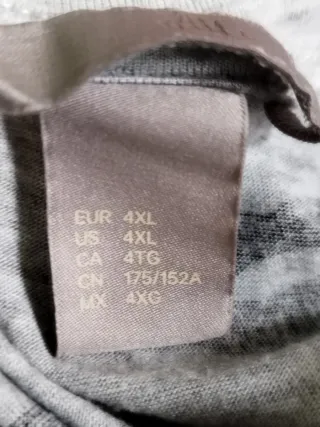 EUR 4XL
US 4XL
CA 4TG
CN 175/152A
MX 4XG